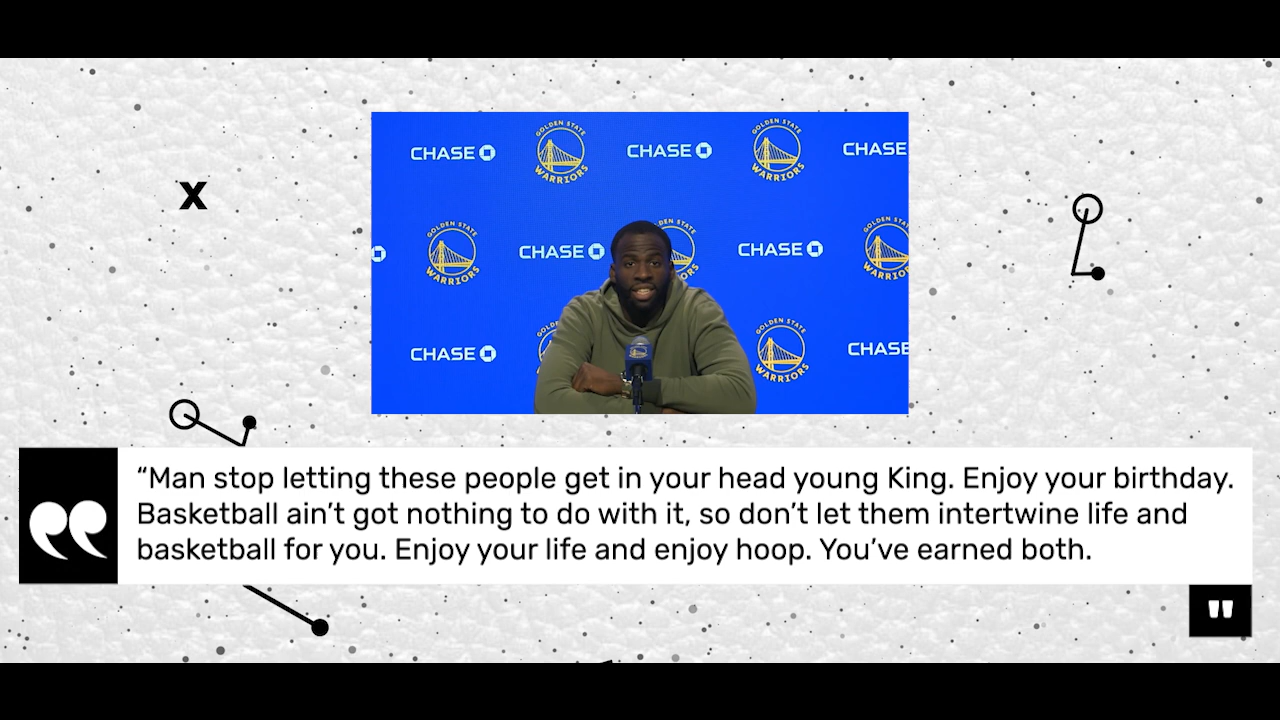 GOLDEN STATE WARRIORS
GOLDEN STATE WARRIORS
CHASE
CHASE
CHASE
GOLDEN STATE WARRIORS
CHASE
GOLDEN STATE
CHASE
GOLDEN STATE WARRIORS
CHASE
GOLDEN STATE WARRIORS
CHASE
X
“Man stop letting these people get in your head young King. Enjoy your birthday.
Basketball ain’t got nothing to do with it, so don’t let them intertwine life and
basketball for you. Enjoy your life and enjoy hoop. You’ve earned both.